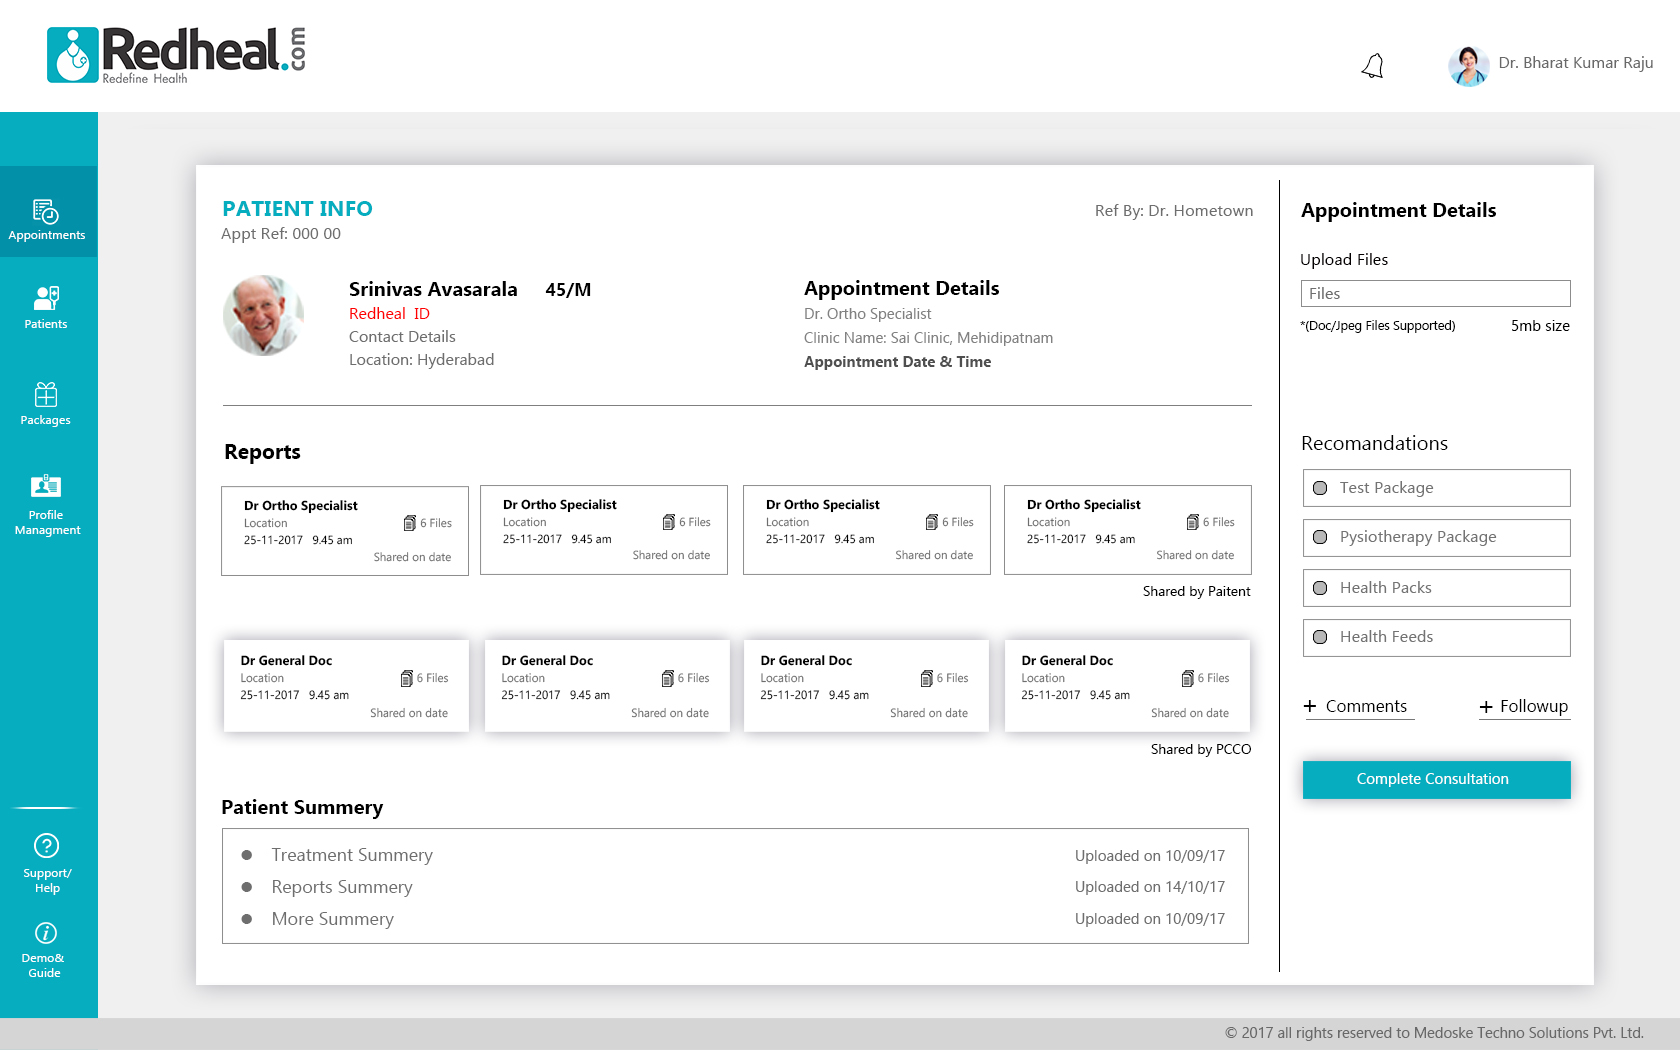 Redheal.com
Redefine Health
Dr. Bharat Kumar Raju
Appointments
Patients
Packages
Profile
Managment
Support/
Help
Demo&
Guide
PATIENT INFO
Appt Ref: 000 00
Ref By: Dr. Hometown
Srinivas Avasarala 45/M
Redheal ID
Contact Details
Location: Hyderabad
Appointment Details
Dr. Ortho Specialist
Clinic Name: Sai Clinic, Mehidipatnam
Appointment Date & Time
Reports
Dr Ortho Specialist
Location
25-11-2017 9.45 am
6 Files
Shared on date
Dr Ortho Specialist
Location
25-11-2017 9.45 am
6 Files
Shared on date
Dr Ortho Specialist
Location
25-11-2017 9.45 am
6 Files
Shared on date
Dr Ortho Specialist
Location
25-11-2017 9.45 am
6 Files
Shared on date
Shared by Paitent
Dr General Doc
Location
25-11-2017 9.45 am
6 Files
Shared on date
Dr General Doc
Location
25-11-2017 9.45 am
6 Files
Shared on date
Dr General Doc
Location
25-11-2017 9.45 am
6 Files
Shared on date
Dr General Doc
Location
25-11-2017 9.45 am
6 Files
Shared on date
Shared by PCCO
Patient Summery
Treatment Summery Uploaded on 10/09/17
Reports Summery Uploaded on 14/10/17
More Summery Uploaded on 10/09/17
Appointment Details
Upload Files
Files
*(Doc/Jpeg Files Supported) 5mb size
Recomandations
Test Package
Pysiotherapy Package
Health Packs
Health Feeds
+ Comments + Followup
Complete Consultation
© 2017 all rights reserved to Medoske Techno Solutions Pvt. Ltd.